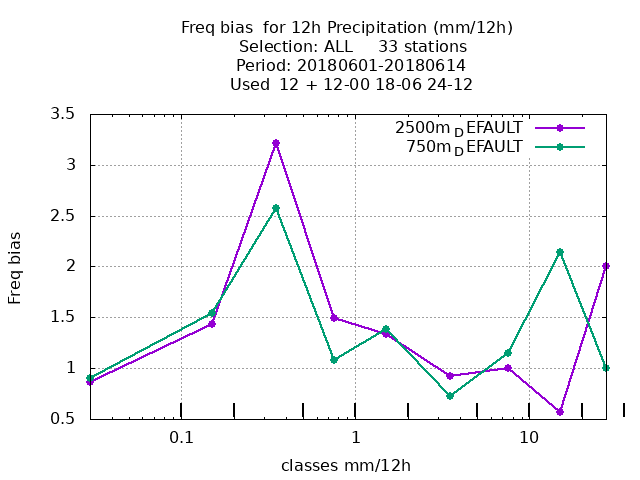 Freq bias  for 12h Precipitation (mm/12h)
Selection: ALL     33 stations
Period: 20180601-20180614
Used  12 + 12-00 18-06 24-12
3.5
3
2.5
2
1.5
1
0.5
Freq bias
2500m_DEFAULT
750m_DEFAULT
0.1
1
10
classes mm/12h